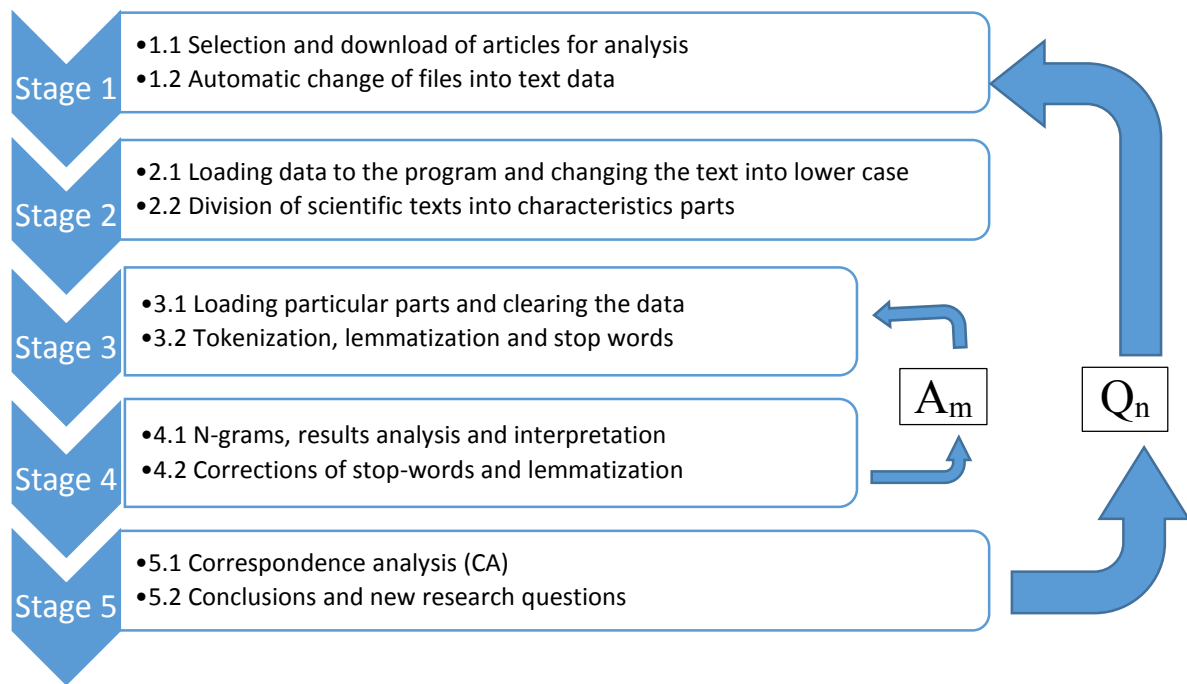 Stage 1
•1.1 Selection and download of articles for analysis
•1.2 Automatic change of files into text data
Stage 2
•2.1 Loading data to the program and changing the text into lower case
•2.2 Division of scientific texts into characteristics parts
Stage 3
•3.1 Loading particular parts and clearing the data
•3.2 Tokenization, lemmatization and stop words
Stage 4
•4.1 N-grams, results analysis and interpretation
•4.2 Corrections of stop-words and lemmatization
Stage 5
•5.1 Correspondence analysis (CA)
•5.2 Conclusions and new research questions
Am
Qn